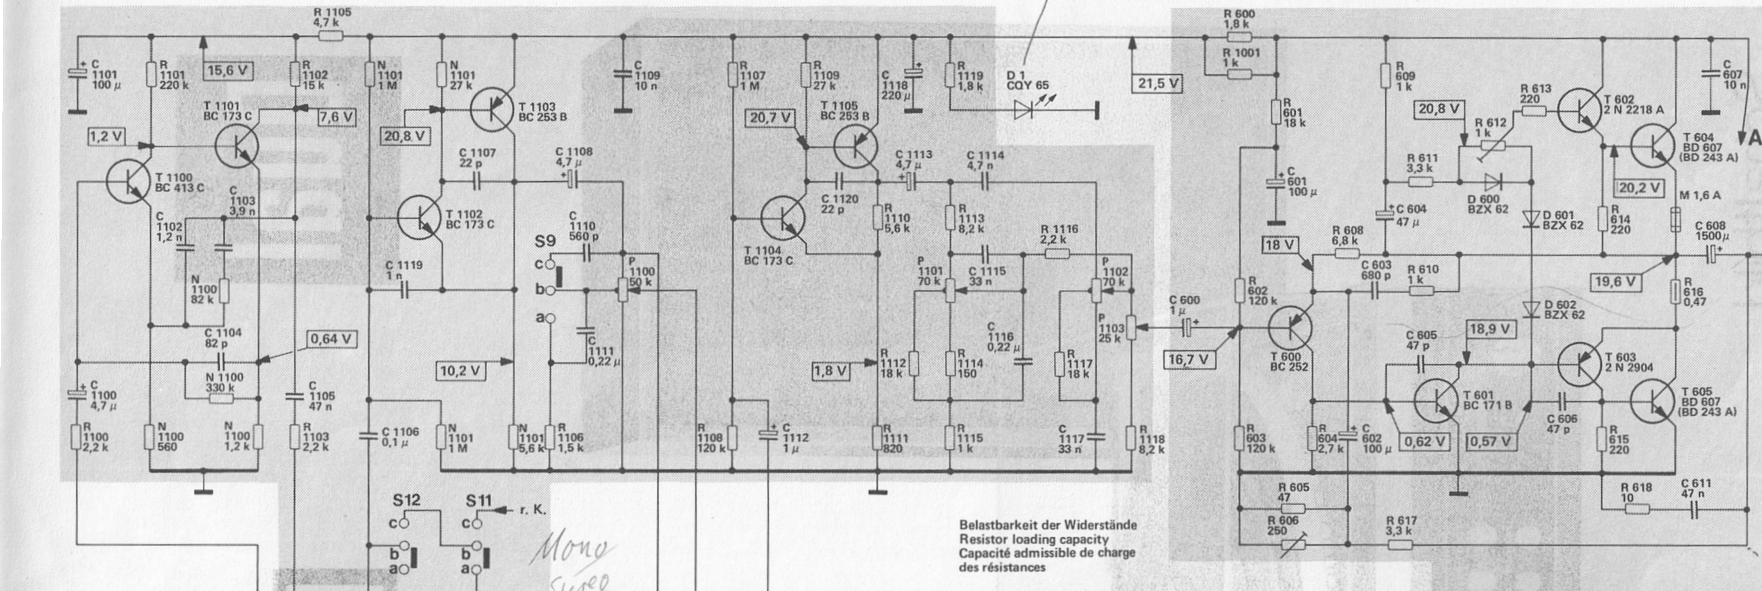 R 1105
4,7 k
C
1101
100 µ
R
1101
220 k
15,6 V
R
1102
15 k
N
1101
1 M
N
1101
27 k
T 1101
BC 173 C
1,2 V
7,6 V
T 1100
BC 413 C
C
1103
3,9 n
C
1102
1,2 n
N
1100
82 k
C 1104
82 p
0,64 V
N 1100
330 k
C
1100
4,7 µ
R
1100
2,2 k
N
1100
560
N
1100
1,2 k
C
1105
47 n
R
1103
2,2 k
T 1103
BC 253 B
20,8 V
C 1107
22 p
C 1108
4,7 µ
T 1102
BC 173 C
C 1119
1 n
10,2 V
C 1106
0,1 µ
N
1101
1 M
N
1101
5,6 k
R
1106
1,5 k
C
1109
10 n
C
1110
560 p
S9
c
b
a
P
1100
50 k
C
1111
0,22 µ
S12
c
b
a
S11
c
b
a
r. K.
Mono
Stereo
R
1107
1 M
R
1109
27 k
C
1118
220 µ
R
1119
1,8 k
D 1
CQY 65
21,5 V
T 1105
BC 253 B
20,7 V
C 1113
4,7 µ
C 1114
4,7 n
C 1120
22 p
T 1104
BC 173 C
R
1110
5,6 k
R
1113
8,2 k
R 1116
2,2 k
P
1101
70 k
C 1115
33 n
P
1102
70 k
P
1103
25 k
1,8 V
R
1112
18 k
R
1114
150
C
1116
0,22 µ
R
1117
18 k
R
1108
120 k
C
1112
1 µ
R
1111
820
R
1115
1 k
C
1117
33 n
R
1118
8,2 k
Belastbarkeit der Widerstände
Resistor loading capacity
Capacité admissible de charge
des résistances
R 600
1,8 k
R 1001
1 k
R
601
18 k
C
601
100 µ
C 600
1 µ
16,7 V
R
602
120 k
R
603
120 k
T 600
BC 252
18 V
R 608
6,8 k
R
609
1 k
R 611
3,3 k
C 604
47 µ
C 603
680 p
R 610
1 k
20,8 V
R 612
1 k
R 613
220
D 600
BZX 62
D 601
BZX 62
D 602
BZX 62
T 602
2 N 2218 A
T 604
BD 607
(BD 243 A)
20,2 V
M 1,6 A
R
614
220
C 608
1500 µ
19,6 V
R
616
0,47
C
607
10 n
A
C 605
47 p
18,9 V
T 601
BC 171 B
T 603
2 N 2904
T 605
BD 607
(BD 243 A)
R
604
2,7 k
C
602
100 µ
0,62 V
0,57 V
C 606
47 p
R
615
220
R 605
47
R 606
250
R 617
3,3 k
R 618
10
C 611
47 n